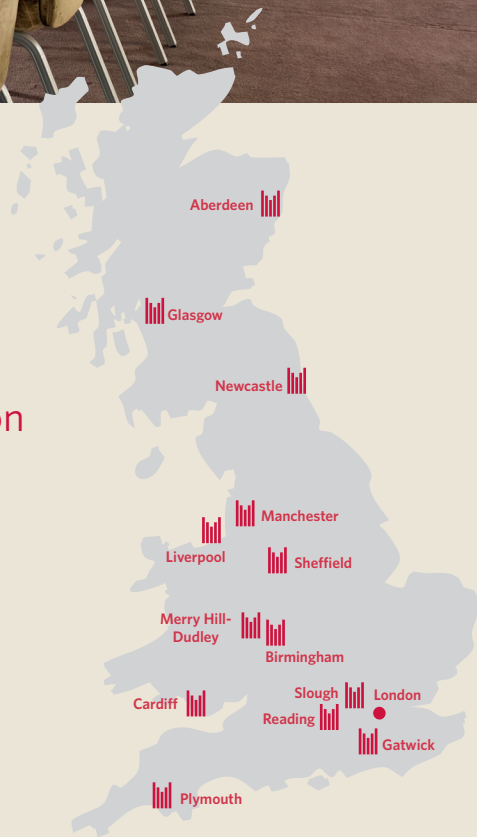 Aberdeen
Glasgow
Newcastle
on
Manchester
Liverpool
Sheffield
Merry Hill-
Dudley
Birmingham
Slough
London
Cardiff
Reading
Gatwick
Plymouth